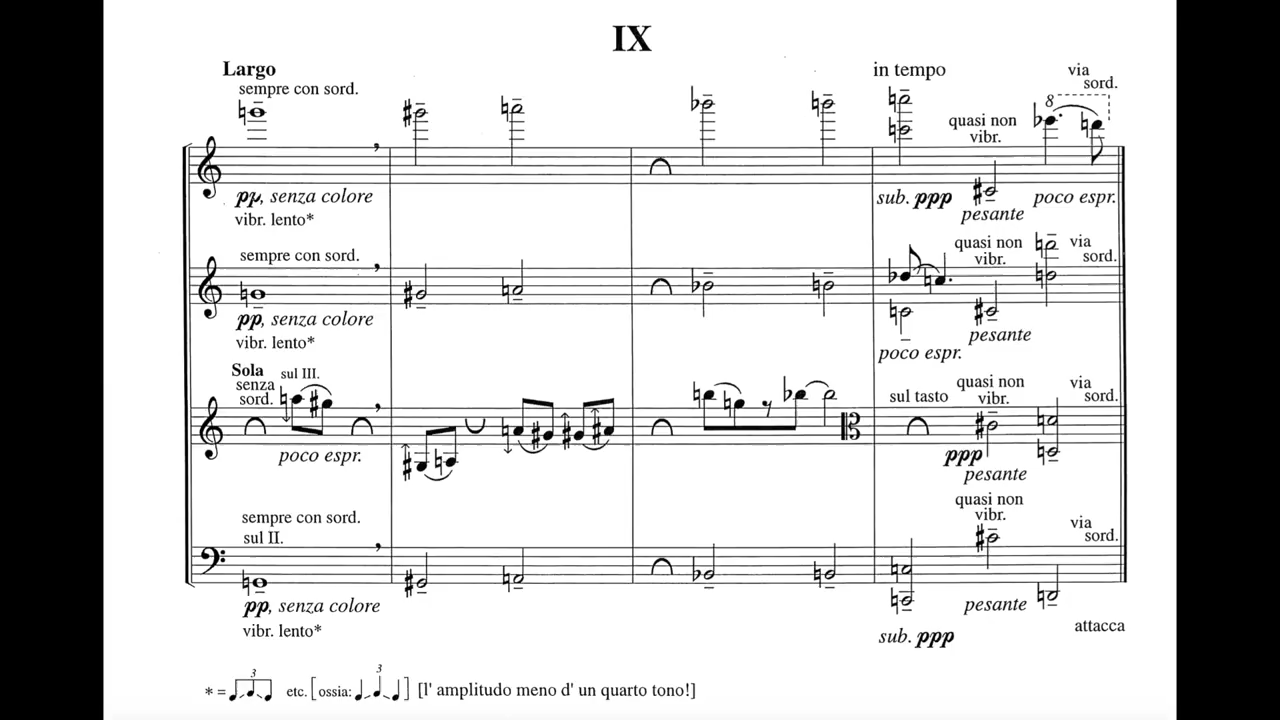 IX
Largo
in tempo
via
sord.
sempre con sord.
8
quasi non
vibr.
pp, senza colore
sub. ppp
poco espr.
vibr. lento*
pesante
sempre con sord.
quasi non
vibr.
via
sord.
pp, senza colore
pesante
vibr. lento*
poco espr.
Sola
senza
sord.
sul III.
sul tasto
quasi non
vibr.
via
sord.
poco espr.
ppp
pesante
sempre con sord.
sul II.
quasi non
vibr.
via
sord.
pp, senza colore
pesante
vibr. lento*
sub. ppp
attacca
* = 3 etc. [ossia: 3 ] [l' amplitudo meno d' un quarto tono!]